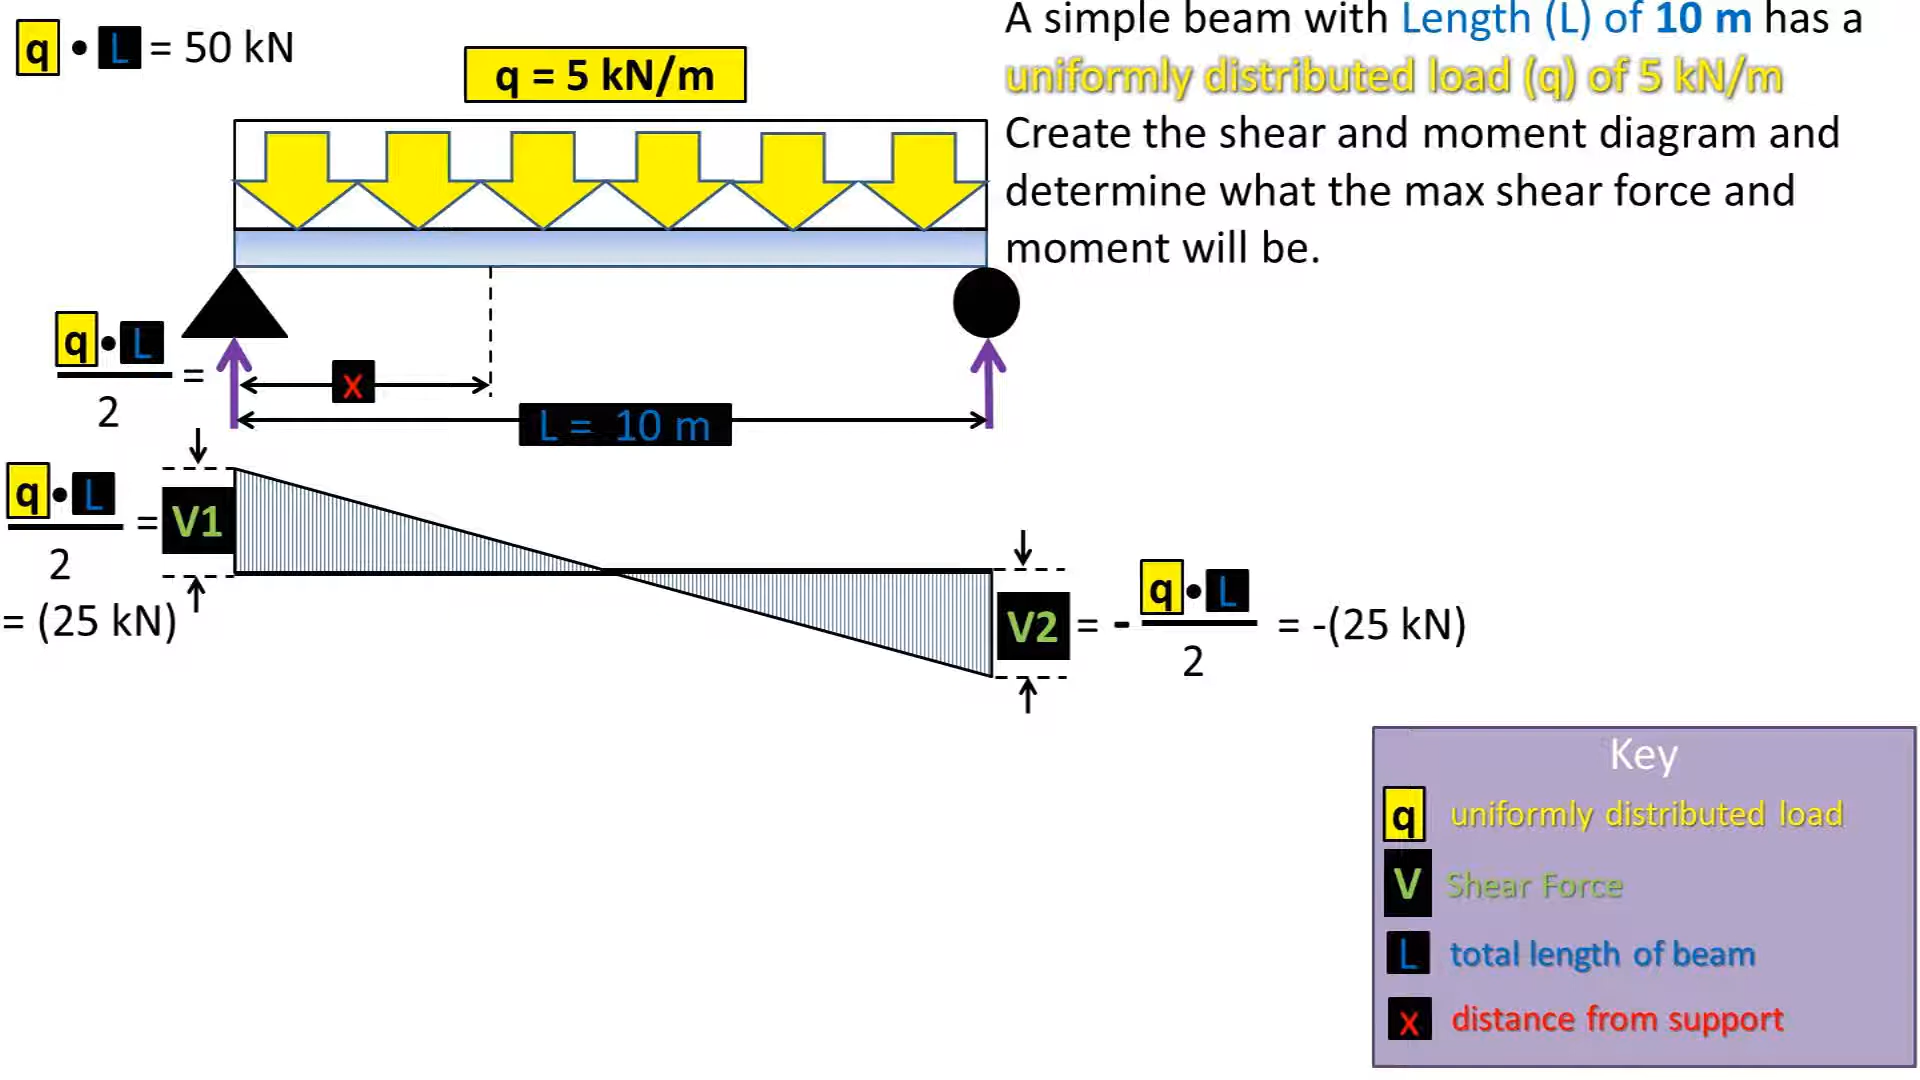 q • L = 50 kN
q = 5 kN/m
A simple beam with Length (L) of 10 m has a
uniformly distributed load (q) of 5 kN/m
Create the shear and moment diagram and
determine what the max shear force and
moment will be.
q • L
2
=
x
L = 10 m
q • L
2
= V1
= (25 kN)
V2 = - q • L
2
= -(25 kN)
Key
q uniformly distributed load
V Shear Force
L total length of beam
x distance from support